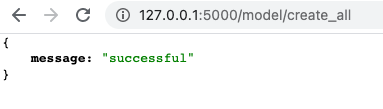 127.0.0.1:5000/model/create_all
{
message: "successful"
}